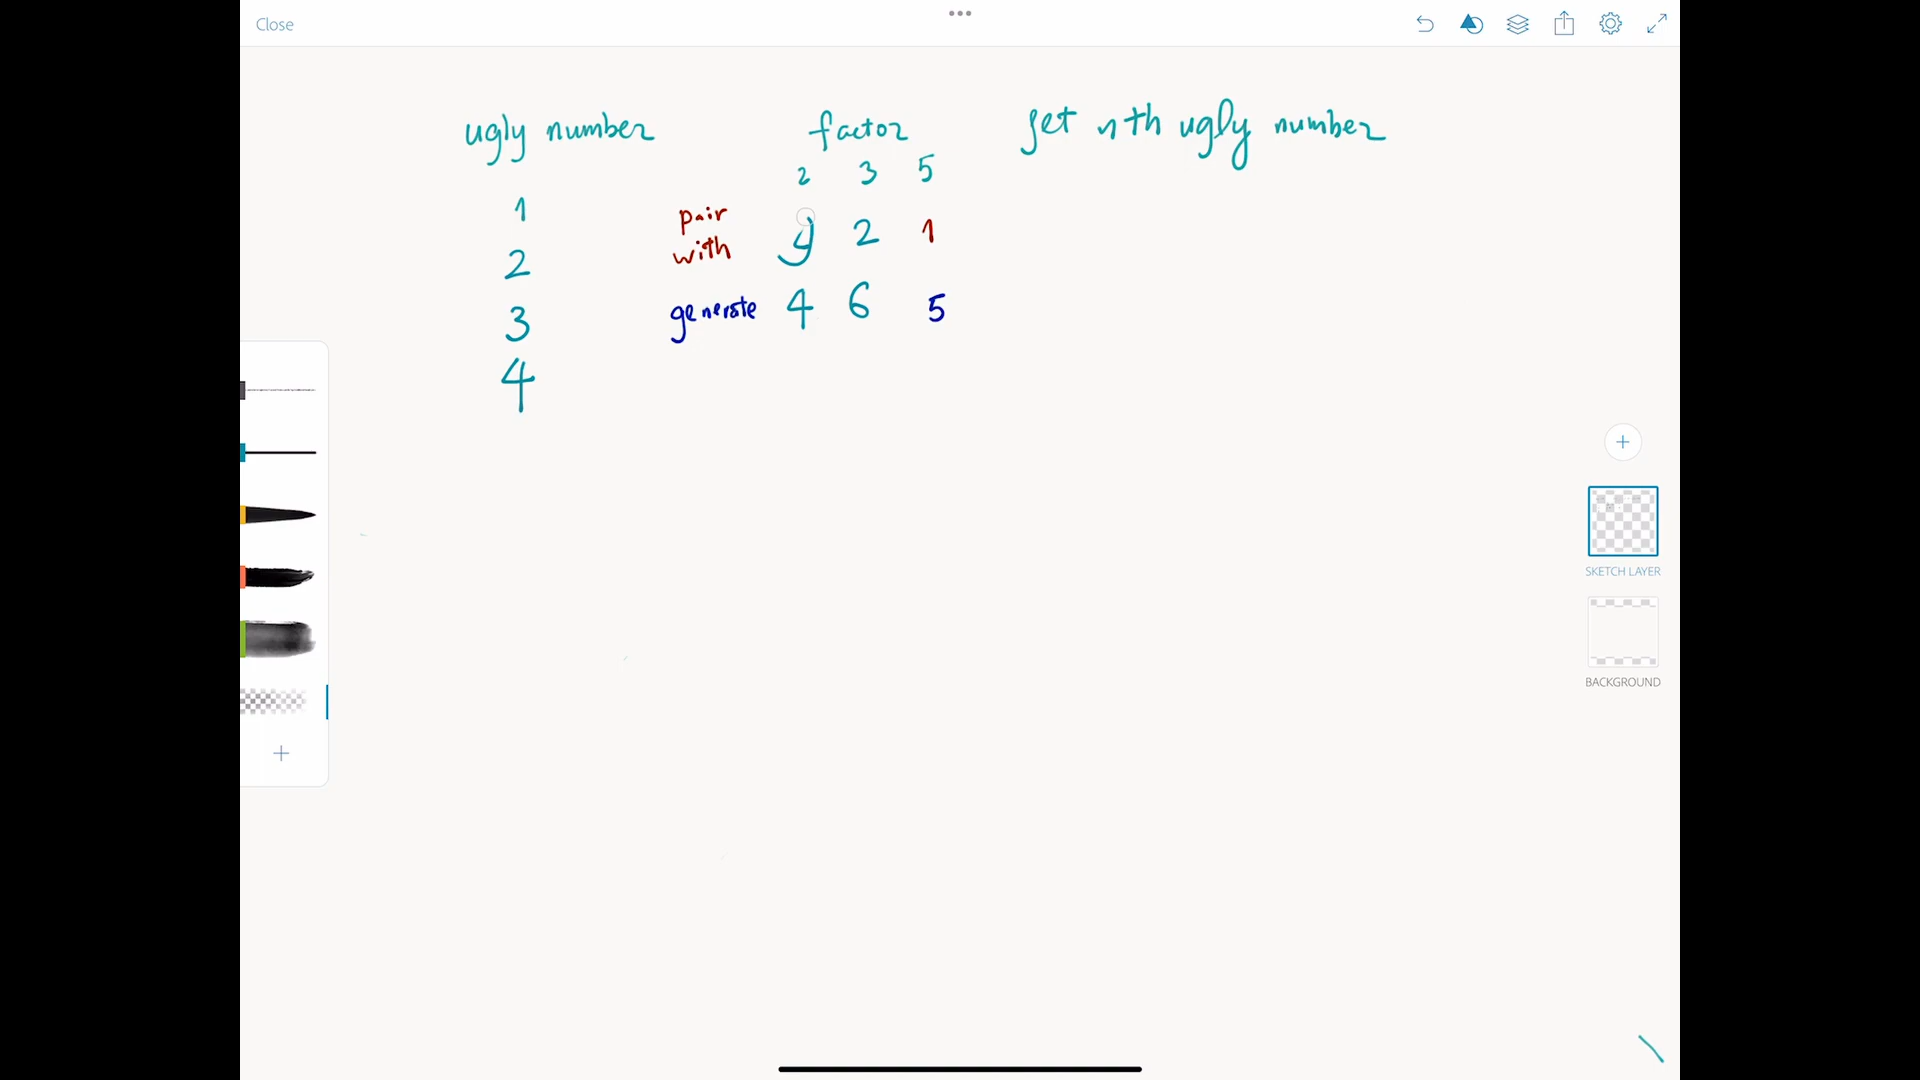 Close
ugly number
factor
get nth ugly number
2 3 5
1
pair
with
2 1
2
generate 4 6 5
3
4
SKETCH LAYER
BACKGROUND